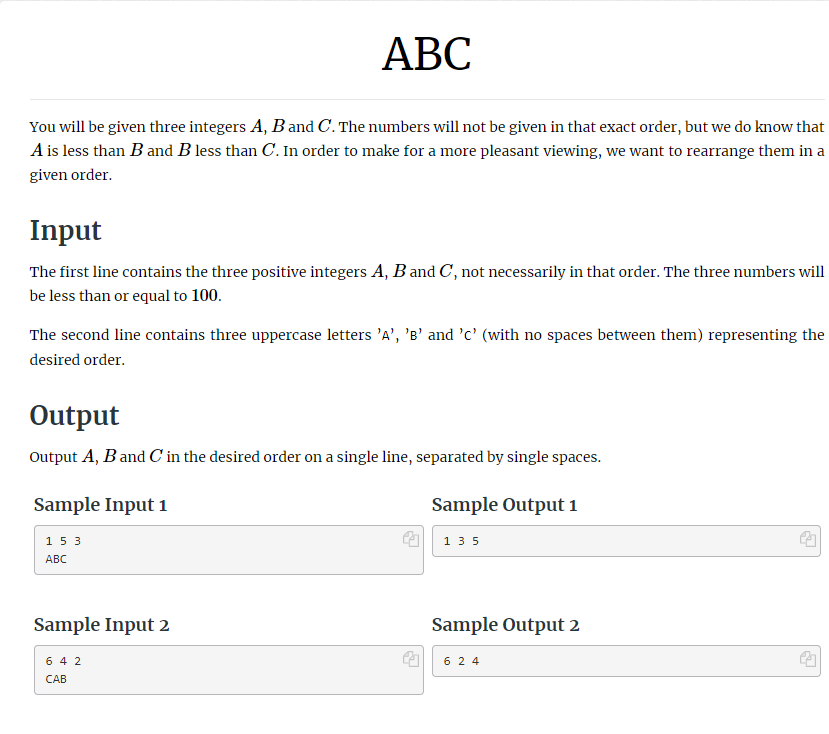 ABC
You will be given three integers A, B and C. The numbers will not be given in that exact order, but we do know that
A is less than B and B less than C. In order to make for a more pleasant viewing, we want to rearrange them in a
given order.
Input
The first line contains the three positive integers A, B and C, not necessarily in that order. The three numbers will
be less than or equal to 100.
The second line contains three uppercase letters ’A’, ’B’ and ’C’ (with no spaces between them) representing the
desired order.
Output
Output A, B and C in the desired order on a single line, separated by single spaces.
Sample Input 1
1 5 3
ABC
Sample Output 1
1 3 5
Sample Input 2
6 4 2
CAB
Sample Output 2
6 2 4